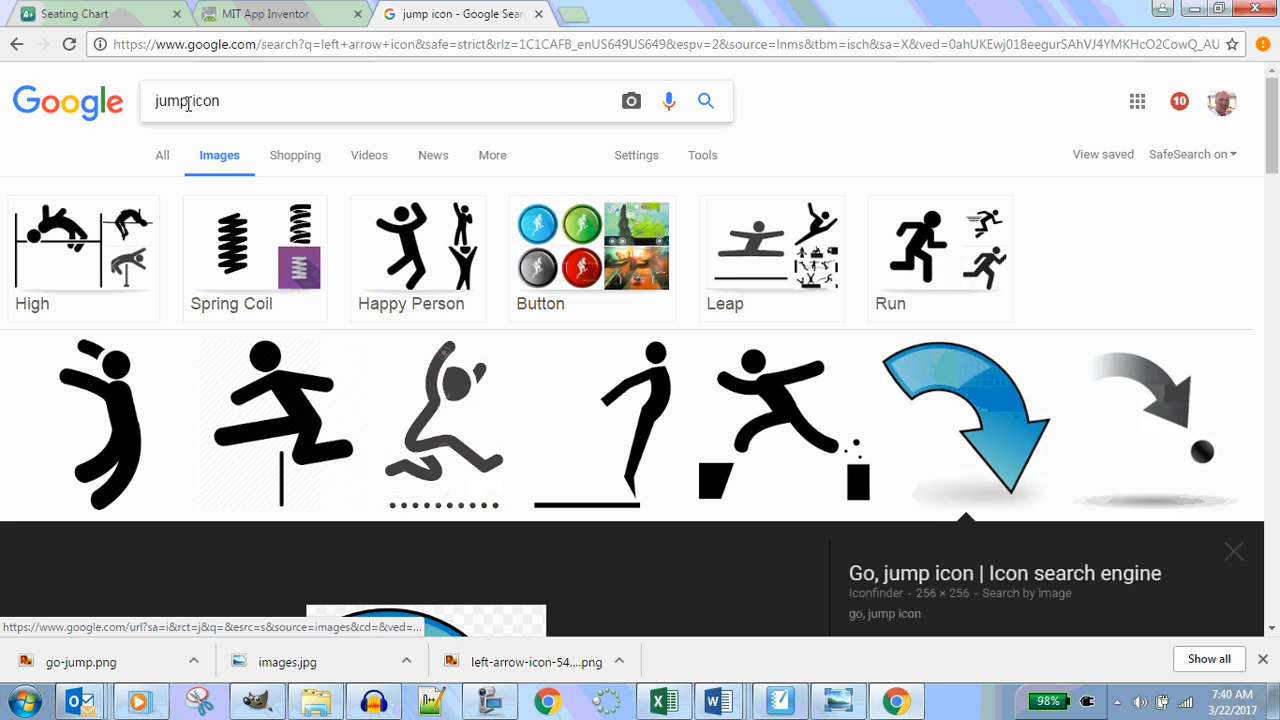 Seating Chart
MIT App Inventor
jump icon - Google Sear
https://www.google.com/search?q=left+arrow+icon&safe=strict&rlz=1C1CAFB_enUS649US649&espv=2&source=lnms&tbm=isch&sa=X&ved=0ahUKEwj018eegurSAhVJ4YMKHcO2CowQ_AU
Google
jump icon
10
All
Images
Shopping
Videos
News
More
Settings
Tools
View saved
SafeSearch on
High
Spring Coil
Happy Person
Button
Leap
Run
Go, jump icon | Icon search engine
Iconfinder - 256 × 256 - Search by image
go, jump icon
https://www.google.com/url?sa=i&rct=j&q=&esrc=s&source=images&cd=&ved=...
go-jump.png
images.jpg
left-arrow-icon-54....png
Show all
98%
7:40 AM
3/22/2017